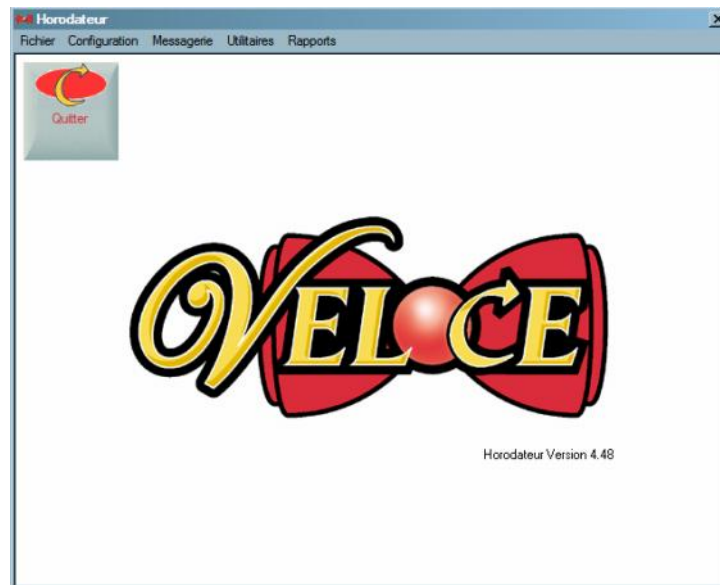 Horodateur
Fichier Configuration Messagerie Utilitaires Rapports
Quitter
VELOCE
Horodateur Version 4.48